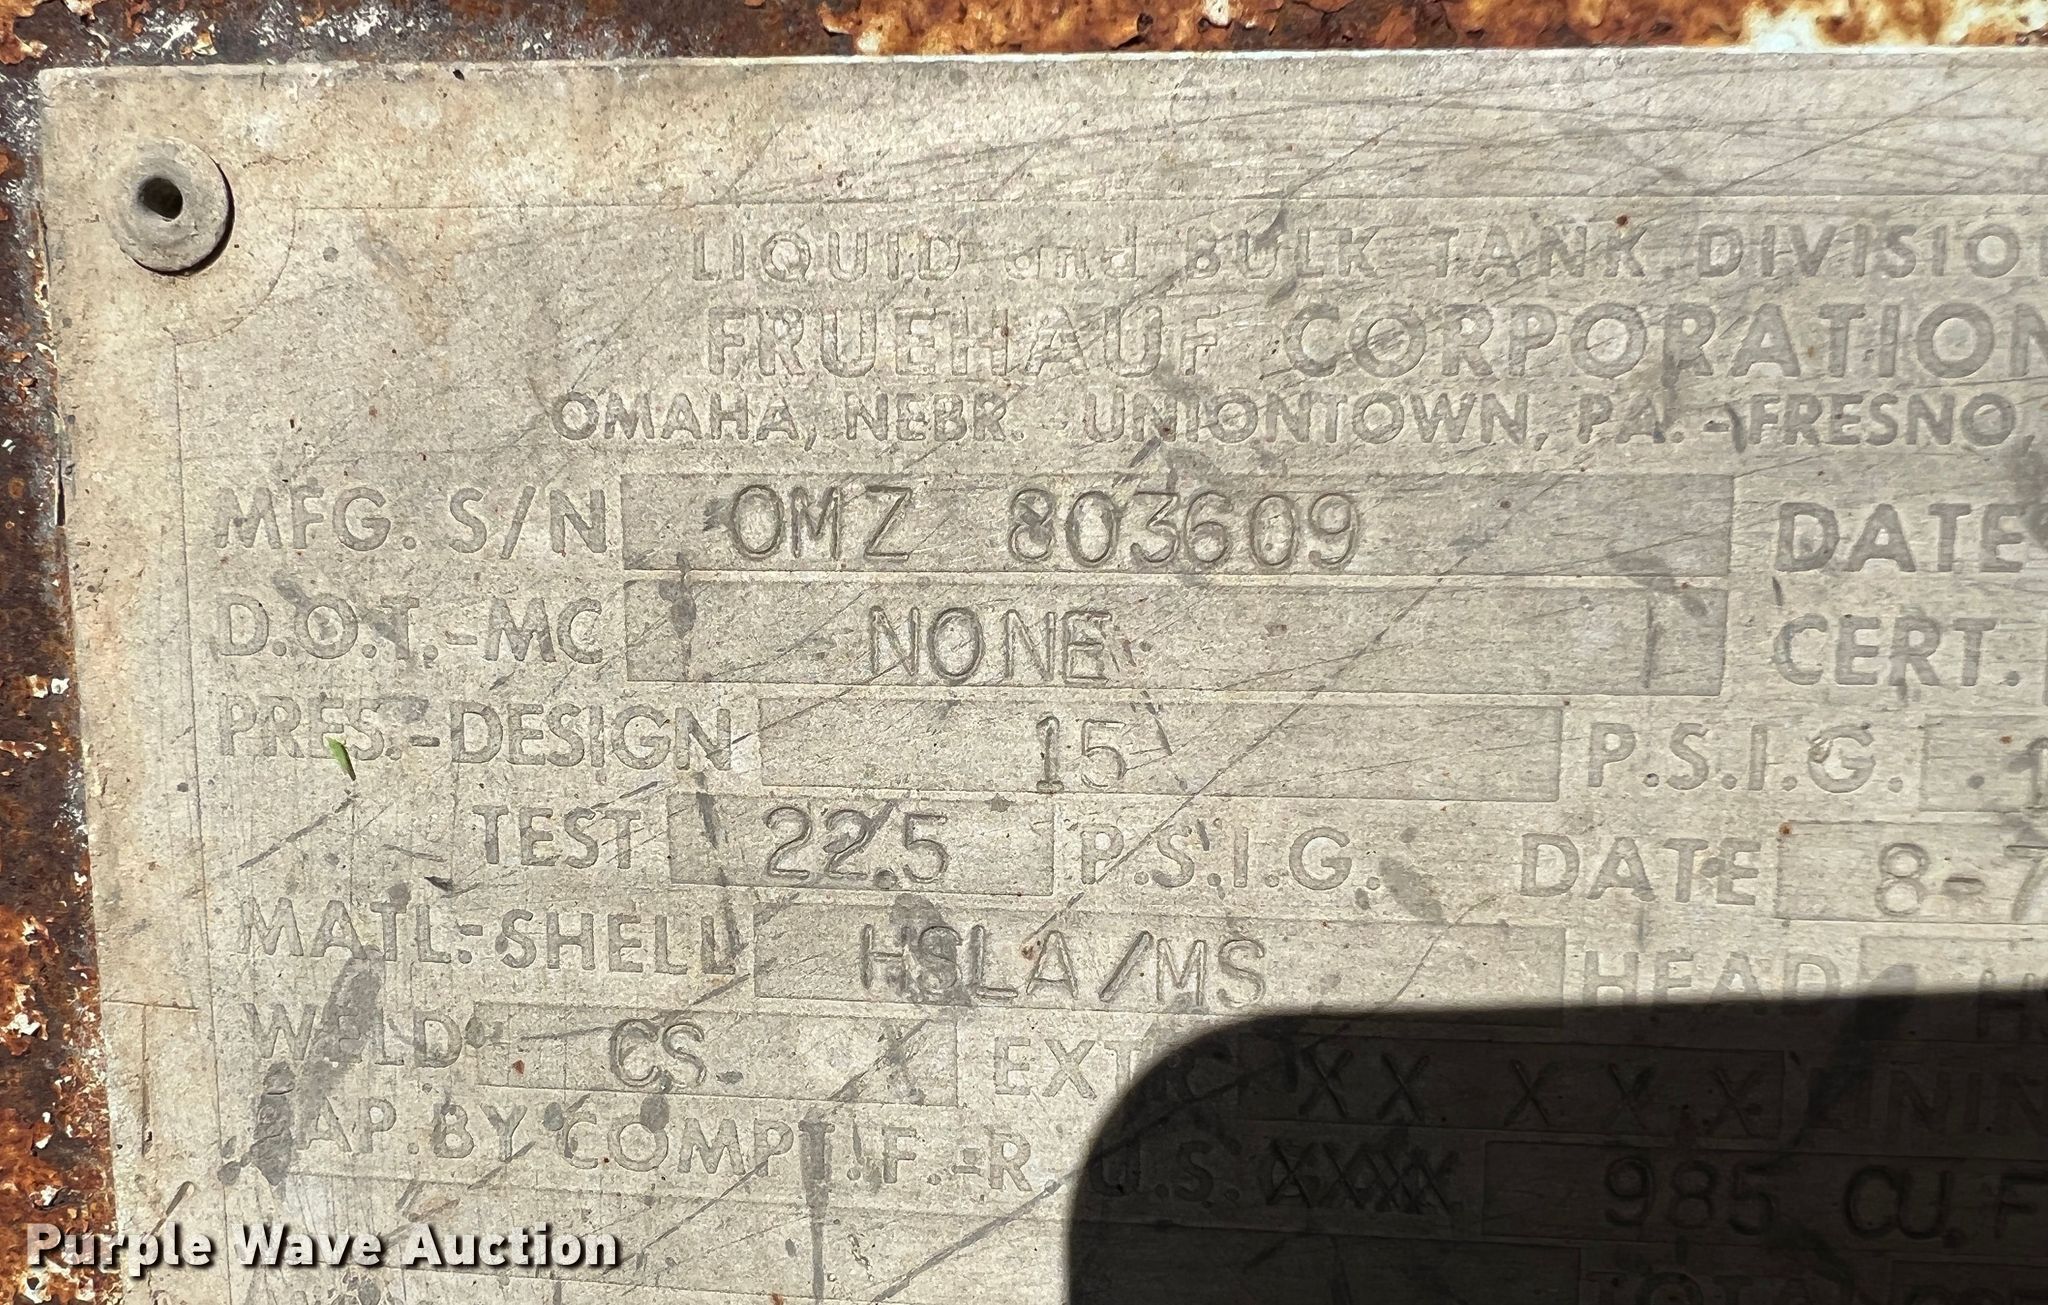 LIQUID and BULK TANK DIVISION
FRUEHAUF CORPORATION
OMAHA, NEBR. - UNIONTOWN, PA. - FRESNO,
MFG. S/N OMZ 803609 DATE
D.O.T.-MC NONE CERT.
PRES.-DESIGN 15 P.S.I.G.
TEST 22.5 P.S.I.G. DATE 8-7
MATL.-SHELL HSLA/MS HEAD
WELD- CS X EXT. XX X X X
CAP. BY COMPT. F.-R. U.S. XXXX 985 CU. F
Purple Wave Auction